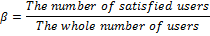 β = The number of satisfied users / The whole number of users